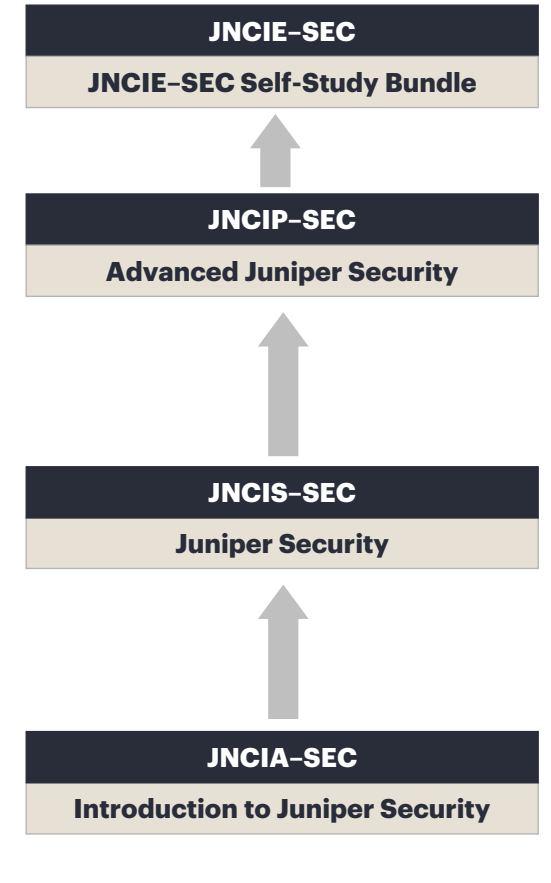 JNCIE–SEC
JNCIE–SEC Self-Study Bundle
JNCIP–SEC
Advanced Juniper Security
JNCIS–SEC
Juniper Security
JNCIA–SEC
Introduction to Juniper Security